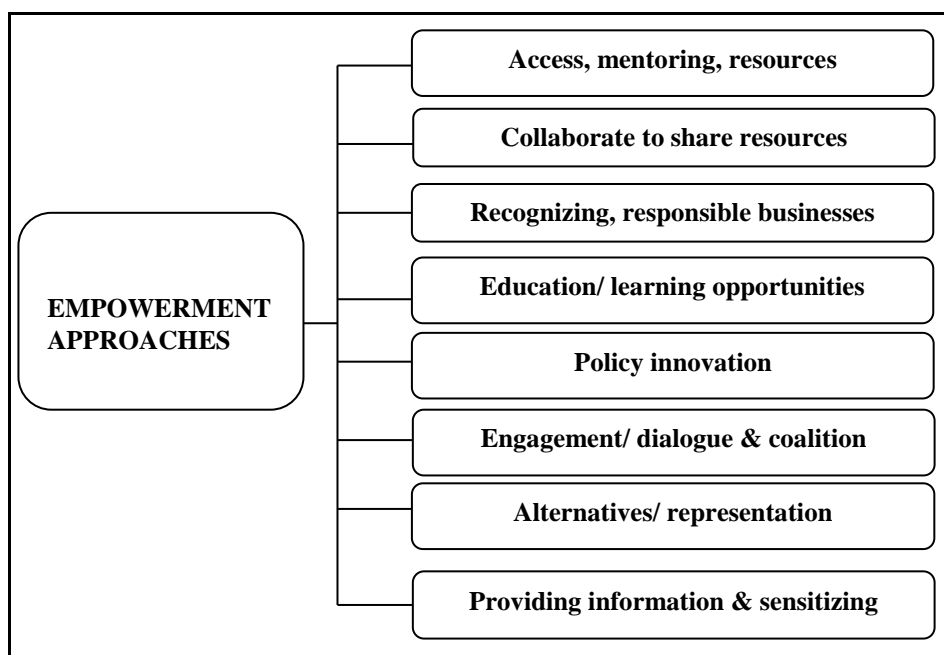 Access, mentoring, resources
Collaborate to share resources
Recognizing, responsible businesses
Education/ learning opportunities
EMPOWERMENT
APPROACHES
Policy innovation
Engagement/ dialogue & coalition
Alternatives/ representation
Providing information & sensitizing